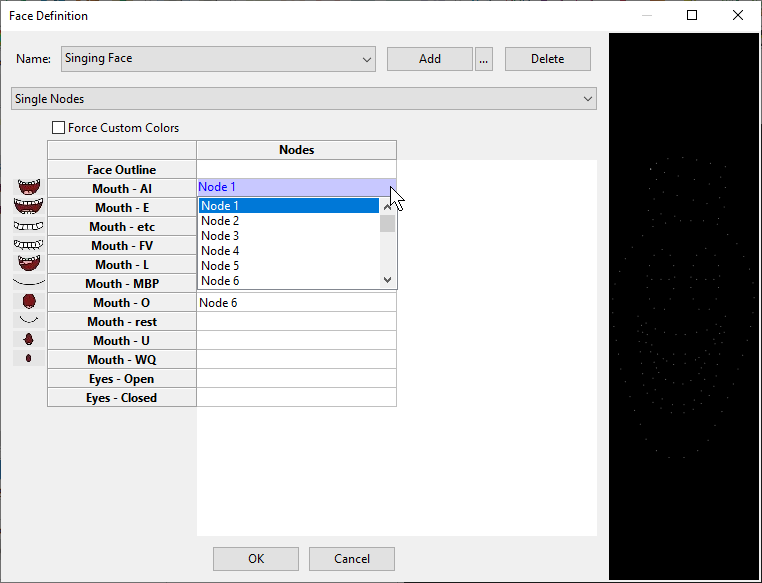 Face Definition
Name:
Singing Face
Add
...
Delete
Single Nodes
Force Custom Colors
Nodes
Face Outline
Mouth - AI
Node 1
Mouth - E
Node 1
Mouth - etc
Node 2
Mouth - FV
Node 3
Mouth - L
Node 4
Mouth - MBP
Node 5
Node 6
Mouth - O
Node 6
Mouth - rest
Mouth - U
Mouth - WQ
Eyes - Open
Eyes - Closed
OK
Cancel